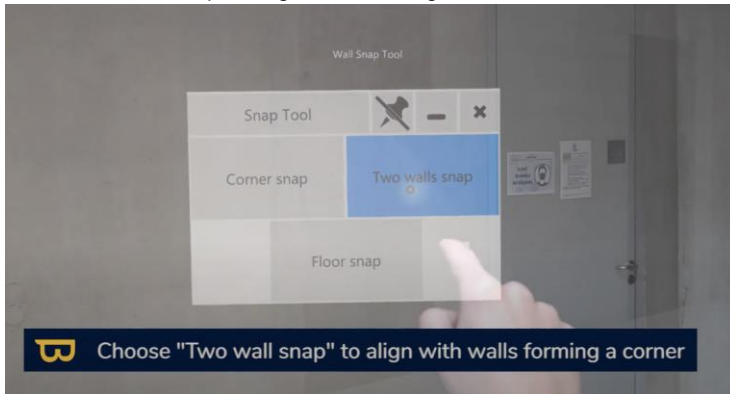 Wall Snap Tool
Snap Tool
Corner snap
Two walls snap
Floor snap
Choose "Two wall snap" to align with walls forming a corner